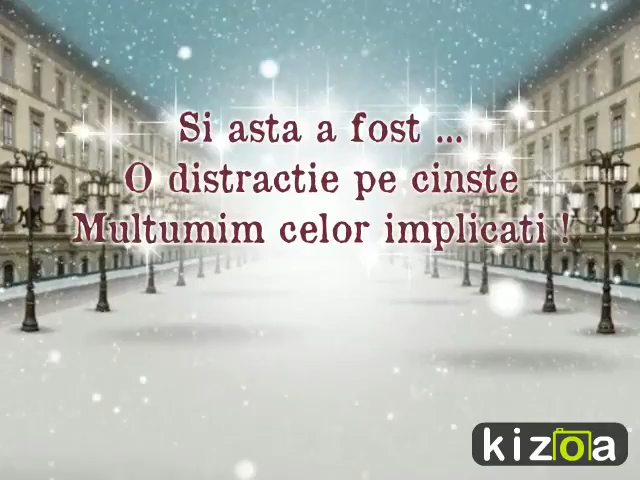 Si asta a fost ...
O distractie pe cinste
Multumim celor implicati !
kizoa